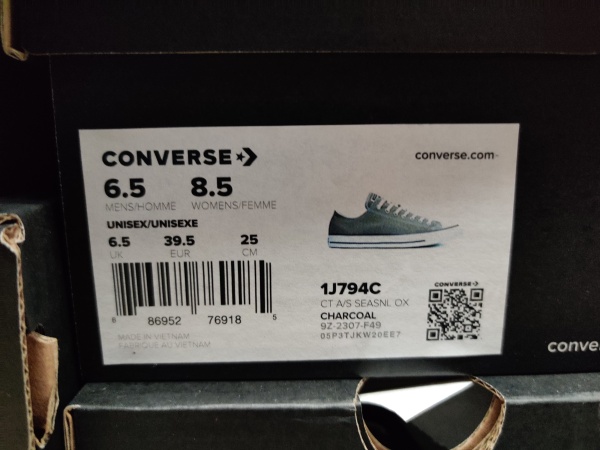 CONVERSE
converse.com
6.5 8.5
MENS/HOMME WOMENS/FEMME
UNISEX/UNISEXE
6.5 39.5 25
UK EUR CM
8 86952 76918 5
MADE IN VIETNAM
FABRIQUÉ AU VIETNAM
1J794C
CT A/S SEASNL OX
CHARCOAL
9Z-2307-F49
05P3TJKW20EE7
CONVERSE
conve